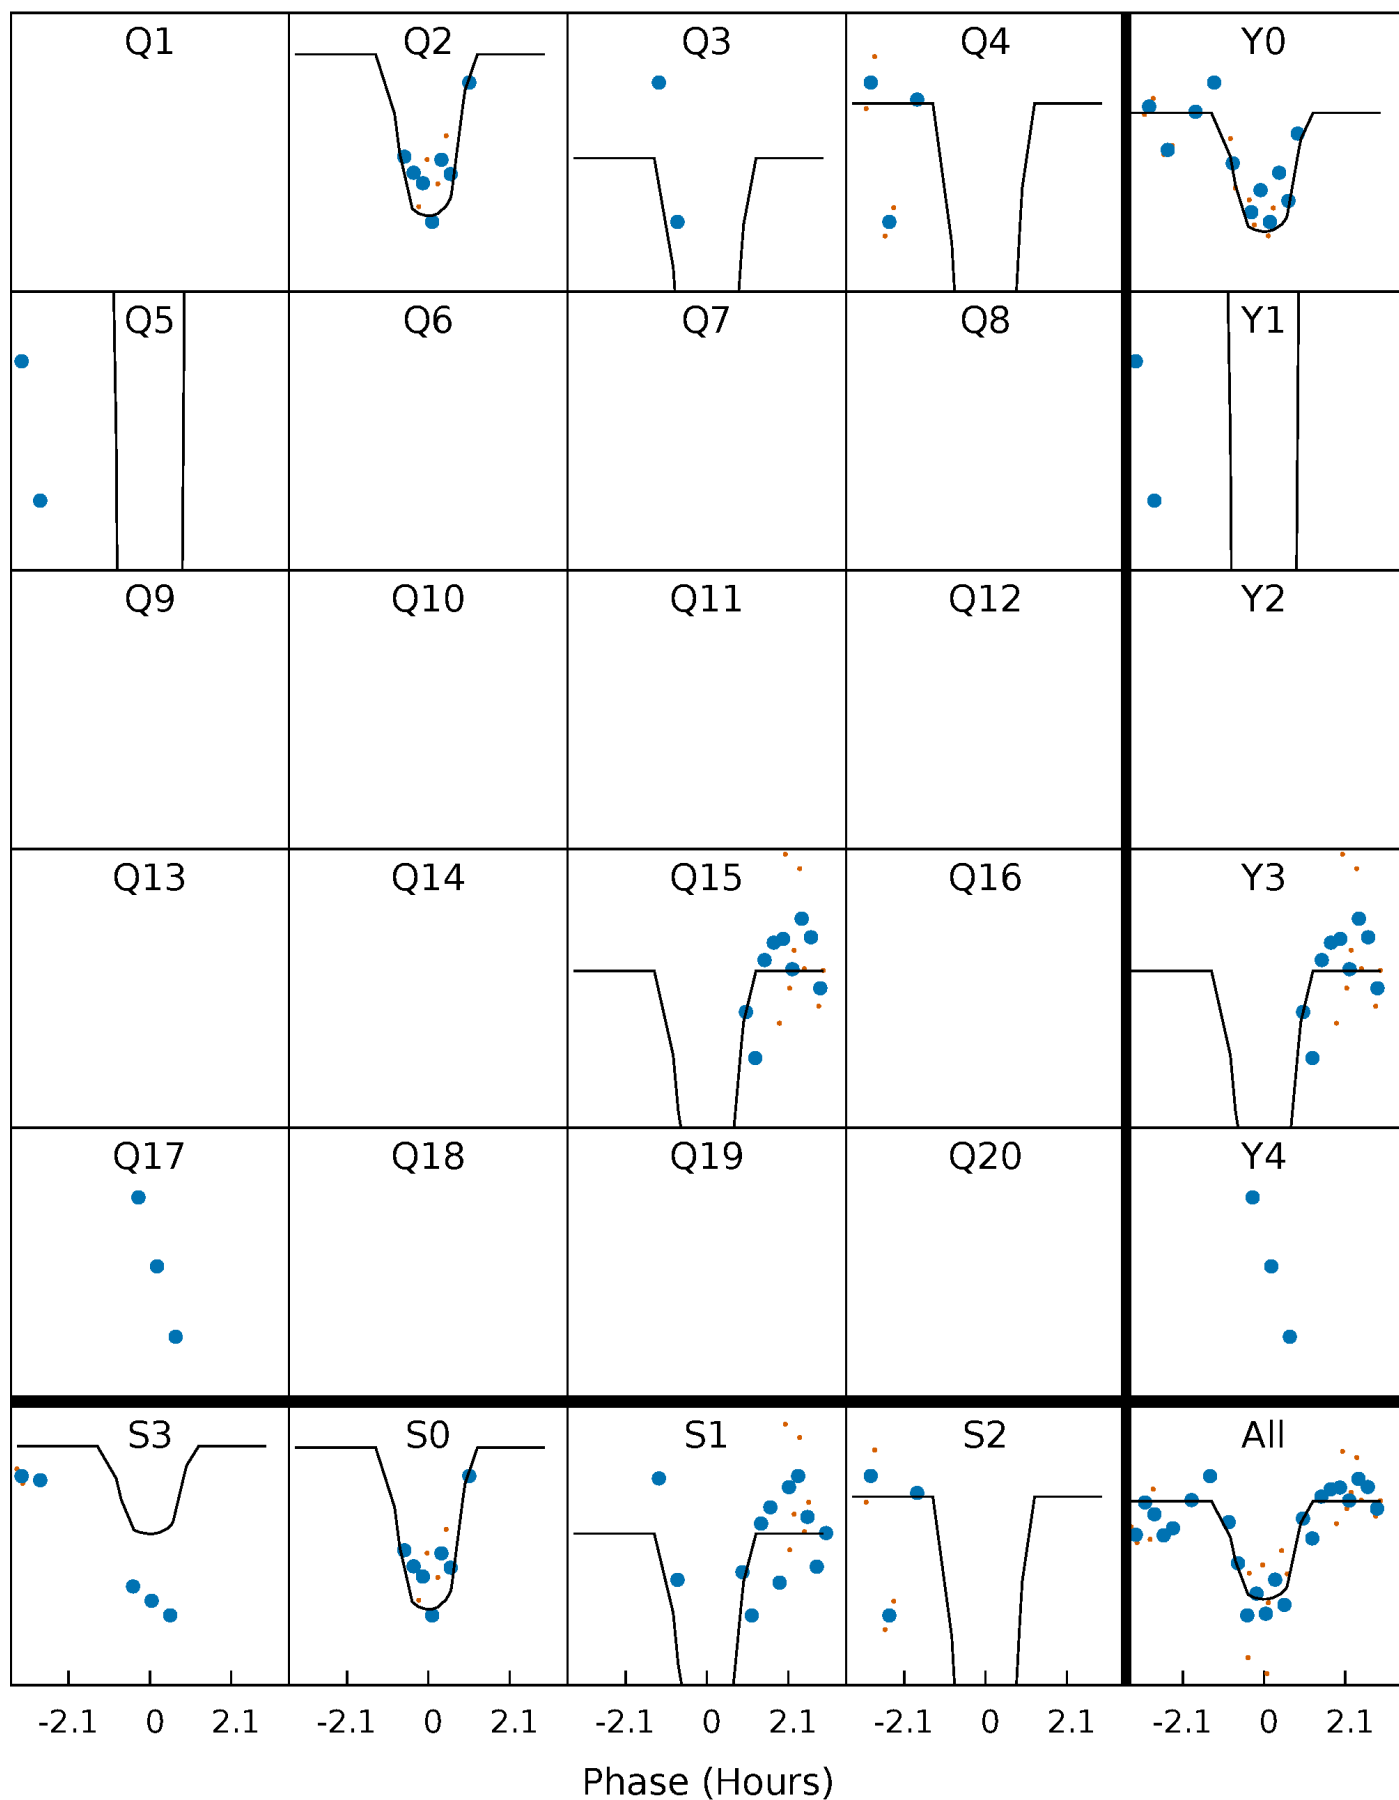 Q1 Q2 Q3 Q4 Y0
Q5 Q6 Q7 Q8 Y1
Q9 Q10 Q11 Q12 Y2
Q13 Q14 Q15 Q16 Y3
Q17 Q18 Q19 Q20 Y4
S3 S0 S1 S2 All
-2.1 0 2.1 -2.1 0 2.1 -2.1 0 2.1 -2.1 0 2.1 -2.1 0 2.1
Phase (Hours)